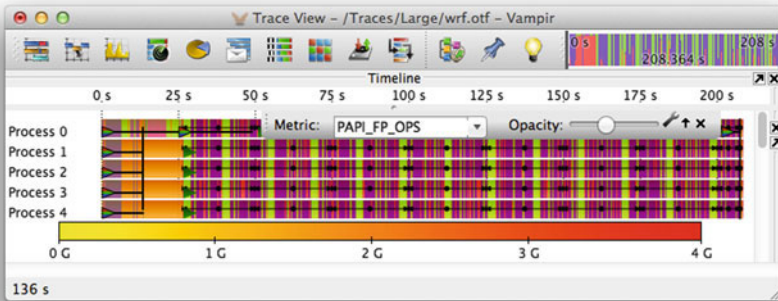 Trace View – /Traces/Large/wrf.otf – Vampir
0 s 208 s
208.364 s
Timeline
0 s 25 s 50 s 75 s 100 s 125 s 150 s 175 s 200 s
Process 0 Metric: PAPI_FP_OPS Opacity:
Process 1
Process 2
Process 3
Process 4
0 G 1 G 2 G 3 G 4 G
136 s